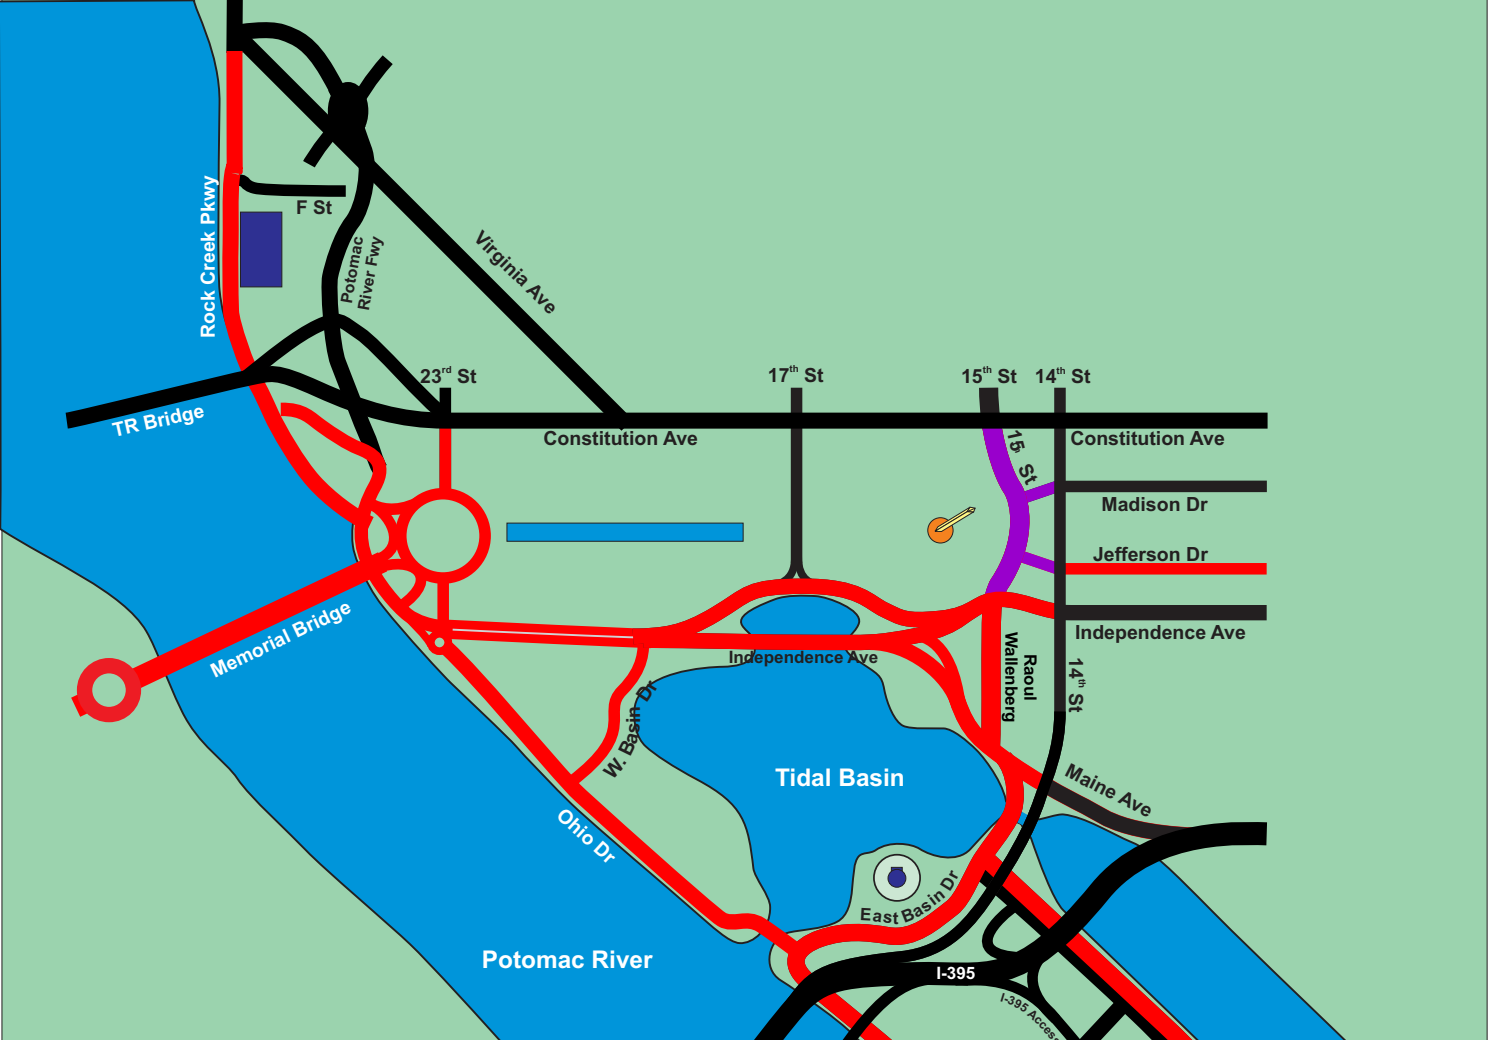 Rock Creek Pkwy
F St
Potomac
River Fwy
Virginia Ave
TR Bridge
23rd St
17th St
15th St
14th St
Constitution Ave
15 St
Constitution Ave
Madison Dr
Jefferson Dr
Independence Ave
Memorial Bridge
Independence Ave
Raoul
Wallenberg
14th St
W. Basin Dr
Tidal Basin
Maine Ave
Ohio Dr
East Basin Dr
Potomac River
I-395
I-395 Access